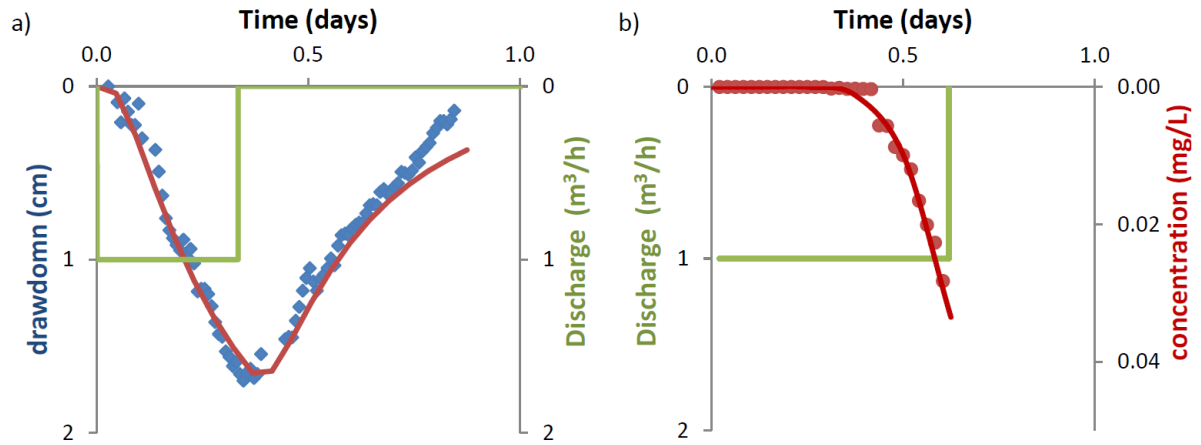 a)
Time (days)
0.0 0.5 1.0
0
1
2
drawdomn (cm)
0
1
2
Discharge (m³/h)
b)
Time (days)
0.0 0.5 1.0
0
1
2
Discharge (m³/h)
0.00
0.02
0.04
concentration (mg/L)